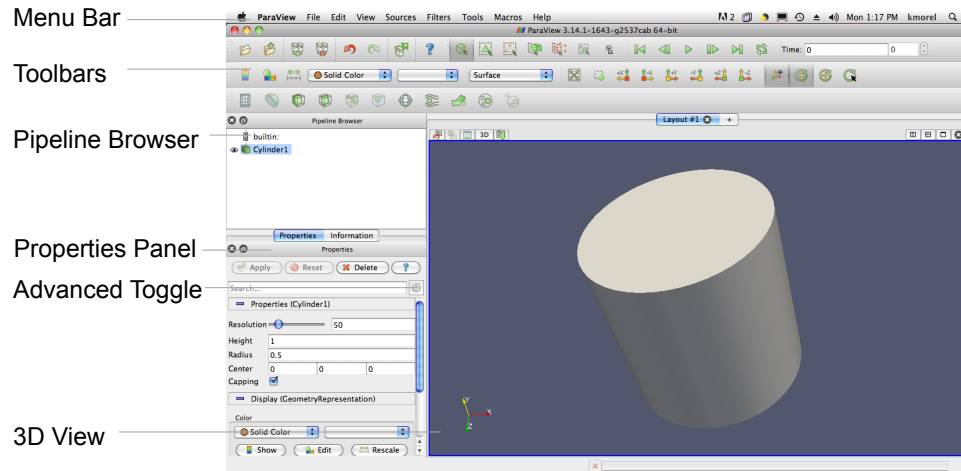 Menu Bar
ParaView File Edit View Sources Filters Tools Macros Help
2 Mon 1:17 PM kmorel
ParaView 3.14.1-1643-g2537cab 64-bit
Time: 0 0
Toolbars
Solid Color Surface
+X -X +Y -Y +Z -Z
Pipeline Browser
Pipeline Browser
builtin:
Cylinder1
Layout #1 +
3D
Properties Information
Properties Panel
Properties
Apply Reset Delete ?
Advanced Toggle
Search...
Properties (Cylinder1)
Resolution 50
Height 1
Radius 0.5
Center 0 0 0
Capping
Display (GeometryRepresentation)
Color
Solid Color
Show Edit Rescale
3D View
Y
X
Z